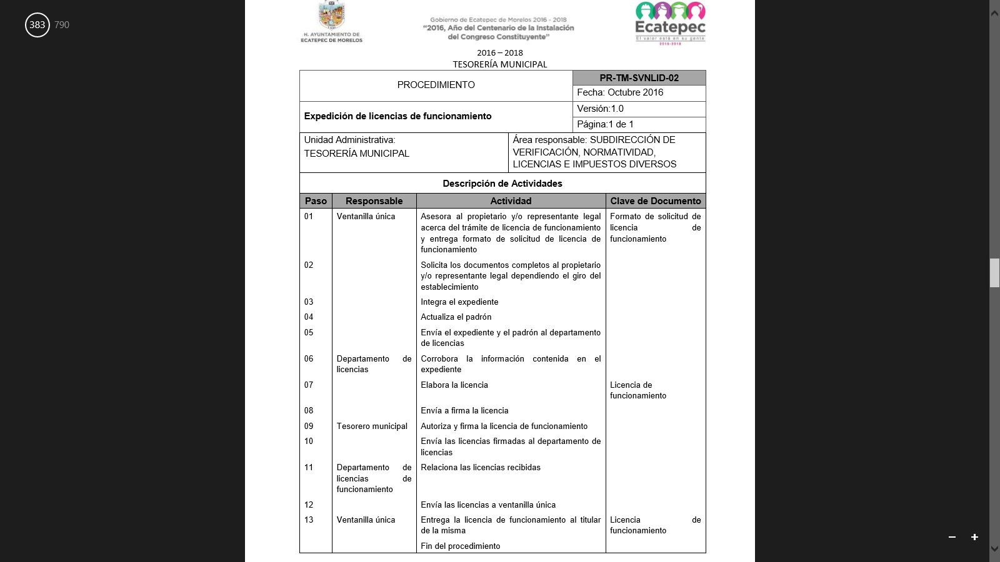 383 790
H. AYUNTAMIENTO DE
ECATEPEC DE MORELOS
Gobierno de Ecatepec de Morelos 2016 - 2018
“2016, Año del Centenario de la Instalación
del Congreso Constituyente”
Ecatepec
El valor está en su gente
2016-2018
2016 – 2018
TESORERÍA MUNICIPAL
PROCEDIMIENTO
PR-TM-SVNLID-02
Fecha: Octubre 2016
Expedición de licencias de funcionamiento
Versión:1.0
Página:1 de 1
Unidad Administrativa:
TESORERÍA MUNICIPAL
Área responsable: SUBDIRECCIÓN DE
VERIFICACIÓN, NORMATIVIDAD,
LICENCIAS E IMPUESTOS DIVERSOS
Descripción de Actividades
Paso Responsable Actividad Clave de Documento
01 Ventanilla única Asesora al propietario y/o representante legal Formato de solicitud de
acerca del trámite de licencia de funcionamiento licencia de
y entrega formato de solicitud de licencia de funcionamiento
funcionamiento
02 Solicita los documentos completos al propietario
y/o representante legal dependiendo el giro del
establecimiento
03 Integra el expediente
04 Actualiza el padrón
05 Envía el expediente y el padrón al departamento
de licencias
06 Departamento de Corrobora la información contenida en el
licencias expediente
07 Elabora la licencia Licencia de
funcionamiento
08 Envía a firma la licencia
09 Tesorero municipal Autoriza y firma la licencia de funcionamiento
10 Envía las licencias firmadas al departamento de
licencias
11 Departamento de Relaciona las licencias recibidas
licencias de
funcionamiento
12 Envía las licencias a ventanilla única
13 Ventanilla única Entrega la licencia de funcionamiento al titular Licencia de
de la misma funcionamiento
Fin del procedimiento